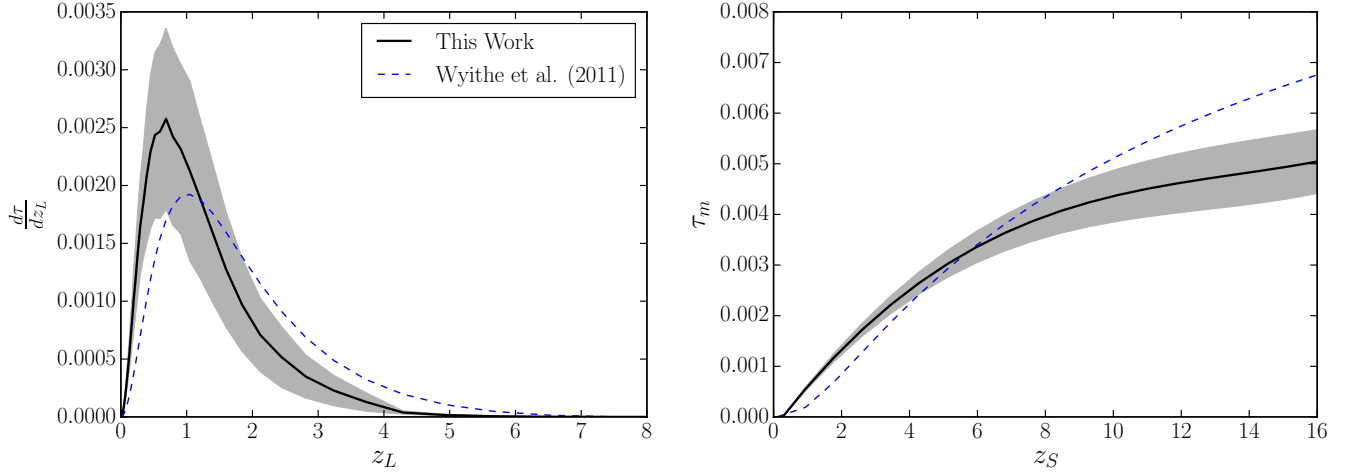 0.0035
0.0030
0.0025
0.0020
0.0015
0.0010
0.0005
0.0000
dτ
dz_L
This Work
Wyithe et al. (2011)
0 1 2 3 4 5 6 7 8
z_L
0.008
0.007
0.006
0.005
0.004
0.003
0.002
0.001
0.000
τ_m
0 2 4 6 8 10 12 14 16
z_S